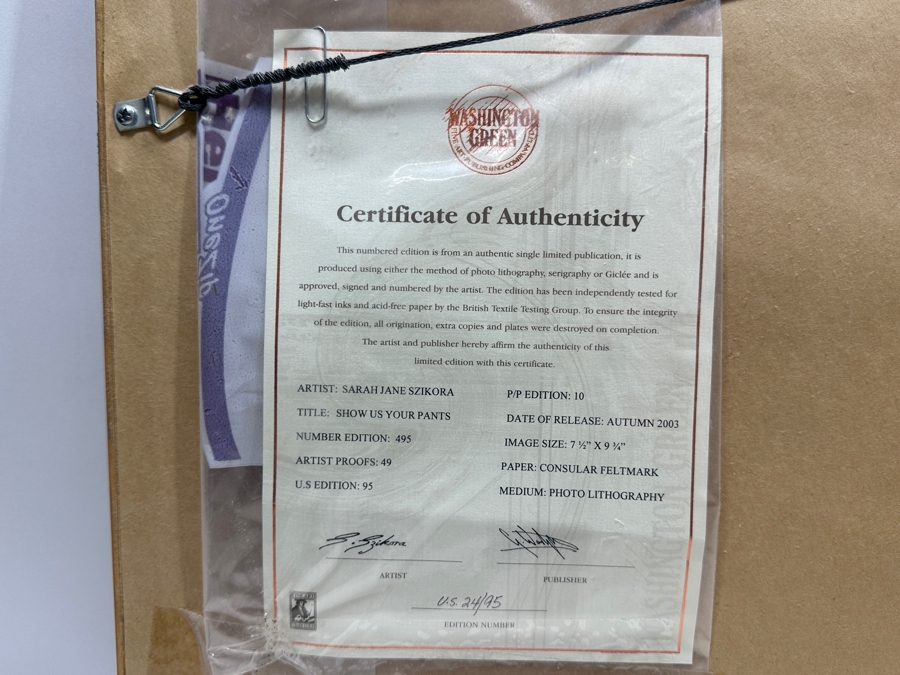 WASHINGTON
GREEN
FINE ART PUBLISHING COMPANY LTD
Certificate of Authenticity
This numbered edition is from an authentic single limited publication, it is
produced using either the method of photo lithography, serigraphy or Giclée and is
approved, signed and numbered by the artist. The edition has been independently tested for
light-fast inks and acid-free paper by the British Textile Testing Group. To ensure the integrity
of the edition, all origination, extra copies and plates were destroyed on completion.
The artist and publisher hereby affirm the authenticity of this
limited edition with this certificate.
ARTIST: SARAH JANE SZIKORA
TITLE: SHOW US YOUR PANTS
NUMBER EDITION: 495
ARTIST PROOFS: 49
U.S EDITION: 95
P/P EDITION: 10
DATE OF RELEASE: AUTUMN 2003
IMAGE SIZE: 7 ½" X 9 ¾"
PAPER: CONSULAR FELTMARK
MEDIUM: PHOTO LITHOGRAPHY
S. Szikora
ARTIST
PUBLISHER
U.S. 24/95
EDITION NUMBER